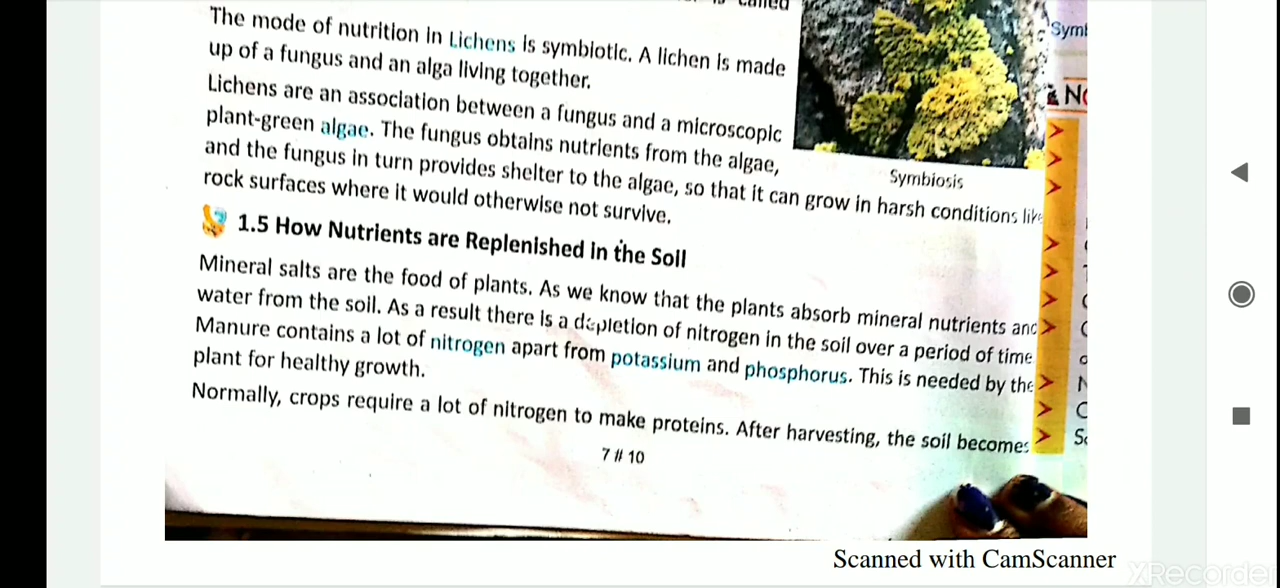 called
The mode of nutrition in Lichens is symbiotic. A lichen is made
up of a fungus and an alga living together.
Lichens are an association between a fungus and a microscopic
plant-green algae. The fungus obtains nutrients from the algae,
and the fungus in turn provides shelter to the algae, so that it can grow in harsh conditions like
rock surfaces where it would otherwise not survive.
Symbiosis
1.5 How Nutrients are Replenished in the Soil
Mineral salts are the food of plants. As we know that the plants absorb mineral nutrients and
water from the soil. As a result there is a depletion of nitrogen in the soil over a period of time
Manure contains a lot of nitrogen apart from potassium and phosphorus. This is needed by the
plant for healthy growth.
Normally, crops require a lot of nitrogen to make proteins. After harvesting, the soil becomes
7 # 10
Scanned with CamScanner
XRecorder